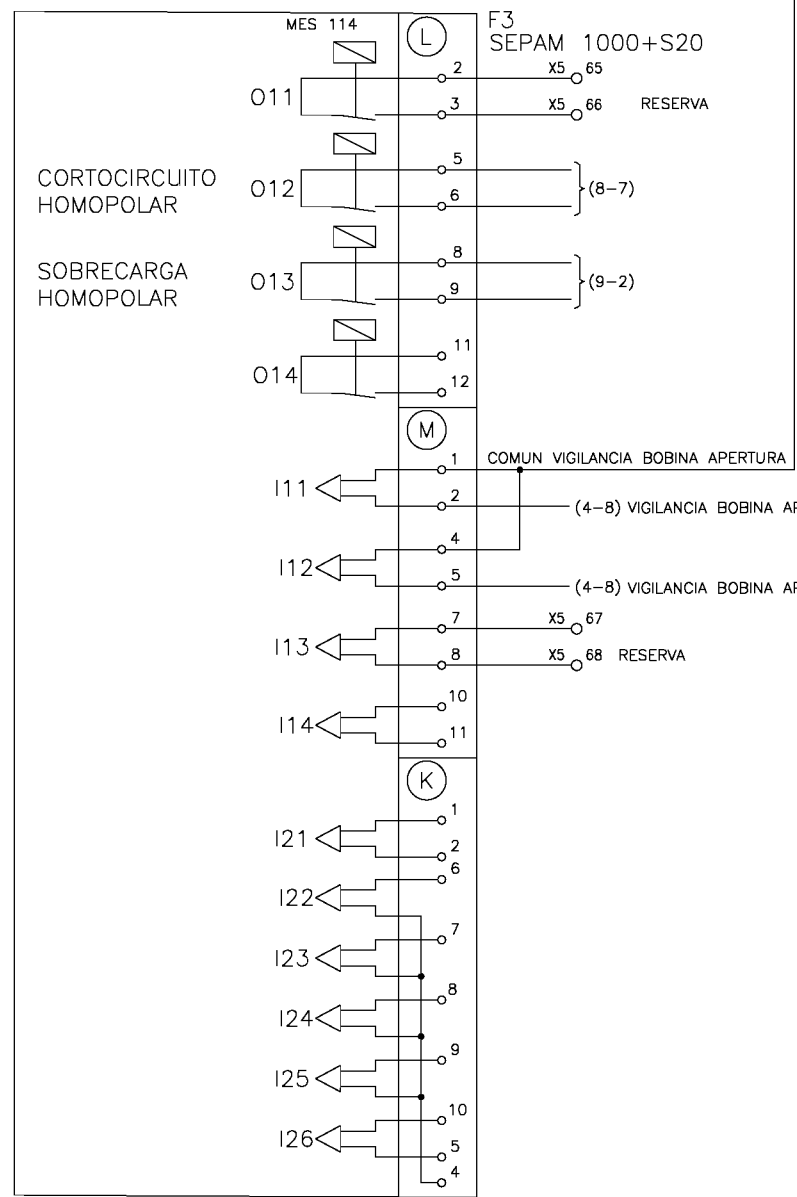 MES 114
L
F3
SEPAM 1000+S20
2
X5 65
O11
3
X5 66 RESERVA
5
CORTOCIRCUITO
HOMOPOLAR
O12
(8-7)
6
8
SOBRECARGA
HOMOPOLAR
O13
(9-2)
9
11
O14
12
M
1
COMUN VIGILANCIA BOBINA APERTURA
I11
2
(4-8) VIGILANCIA BOBINA AP
4
I12
5
(4-8) VIGILANCIA BOBINA AP
7
X5 67
I13
8
X5 68 RESERVA
10
I14
11
K
1
I21
2
6
I22
7
I23
8
I24
9
I25
10
I26
5
4